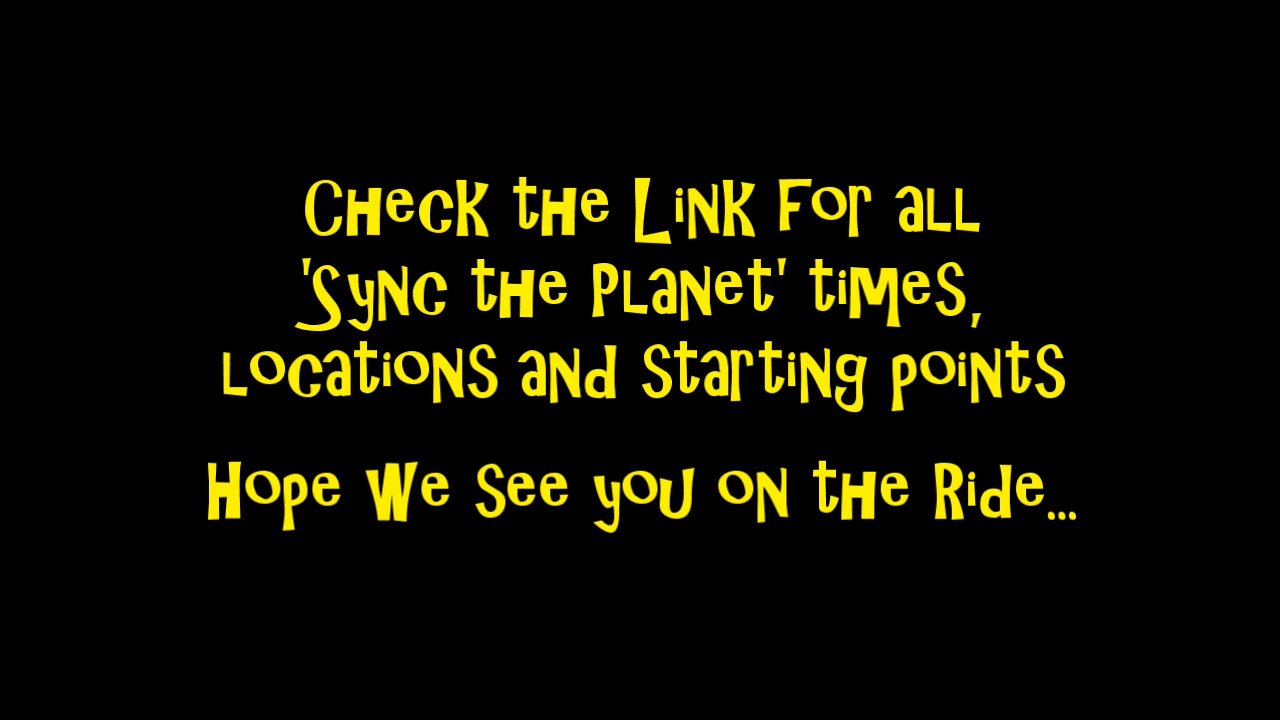 Check the Link For all
'Sync the Planet' times,
locations and starting points
Hope We See you on the Ride...